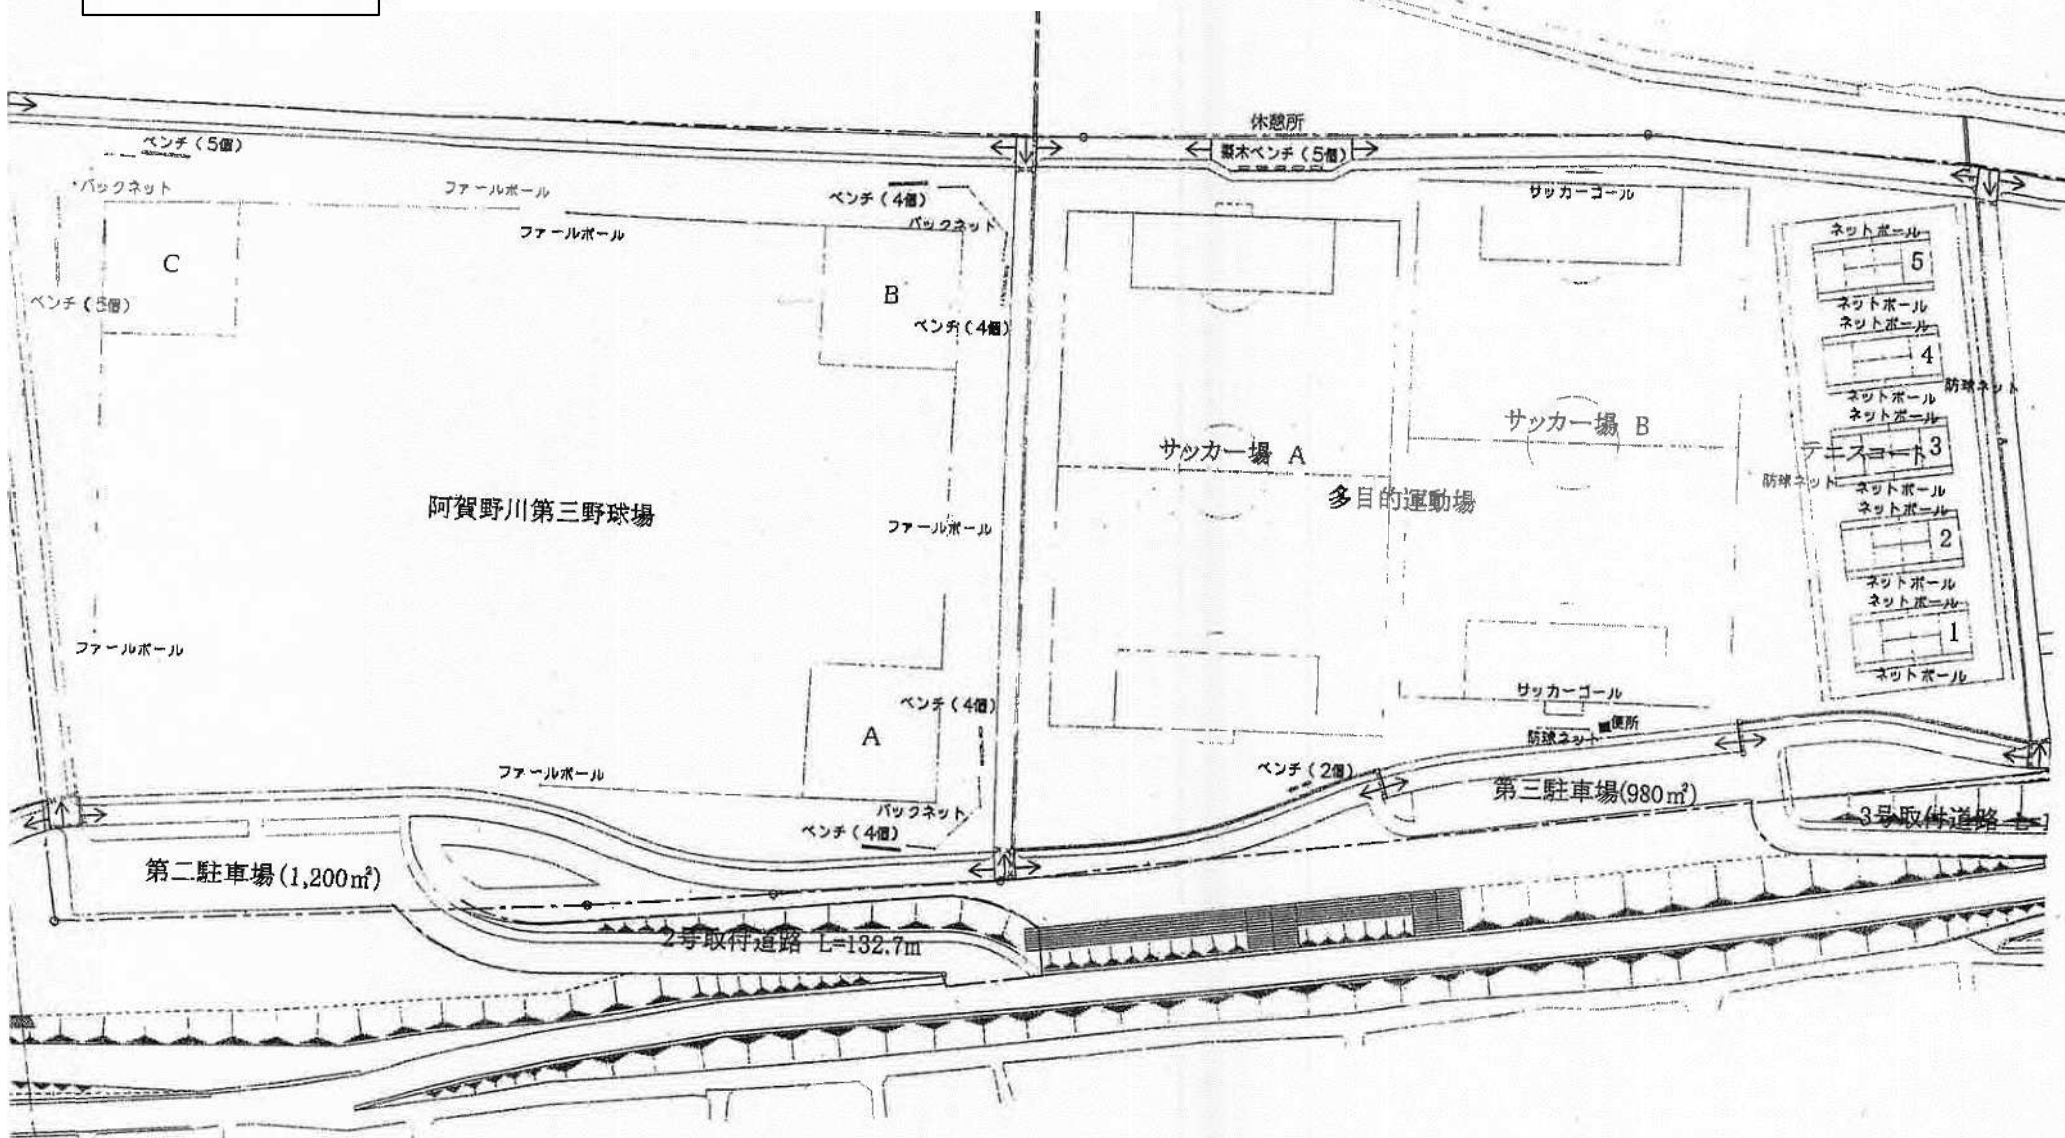 休憩所
ベンチ(5個)
擬木ベンチ(5個)
バックネット
ファールポール
ベンチ(4個)
サッカーゴール
バックネット
ファールポール
ネットポール
C
5
B
ベンチ(5個)
ネットポール
ベンチ(4個)
ネットポール
4
防球ネット
ネットポール
ネットポール
サッカー場 B
サッカー場 A
テニスコート
3
防球ネット
ネットポール
多目的運動場
阿賀野川第三野球場
ネットポール
ファールポール
2
ネットポール
ネットポール
1
ファールポール
ネットポール
サッカーゴール
ベンチ(4個)
便所
A
防球ネット
ファールポール
ベンチ(2個)
第三駐車場(980㎡)
バックネット
3号取付道路
ベンチ(4個)
第二駐車場(1,200㎡)
2号取付道路 L=132.7m